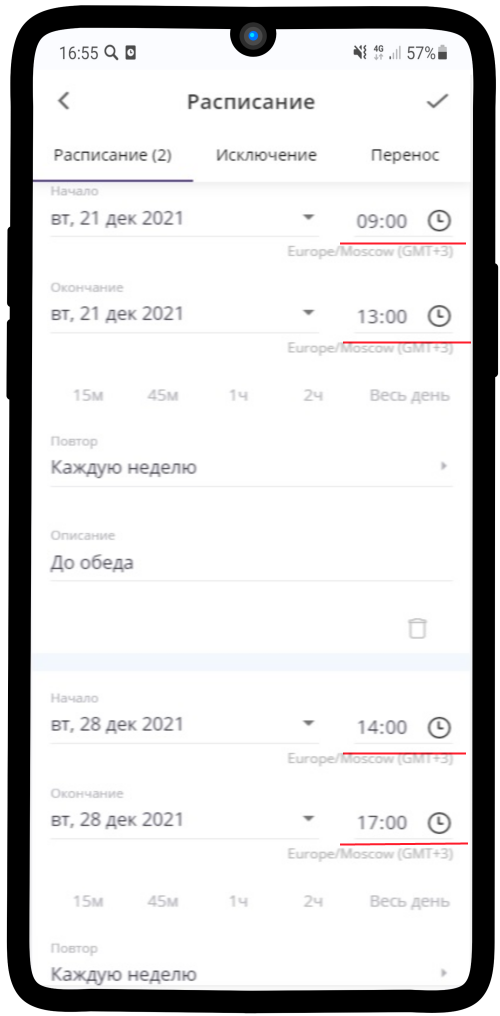 16:55 4G 57%
Расписание
Расписание (2) Исключение Перенос
Начало
вт, 21 дек 2021 09:00
Europe/Moscow (GMT+3)
Окончание
вт, 21 дек 2021 13:00
Europe/Moscow (GMT+3)
15м 45м 1ч 2ч Весь день
Повтор
Каждую неделю
Описание
До обеда
Начало
вт, 28 дек 2021 14:00
Europe/Moscow (GMT+3)
Окончание
вт, 28 дек 2021 17:00
Europe/Moscow (GMT+3)
15м 45м 1ч 2ч Весь день
Повтор
Каждую неделю